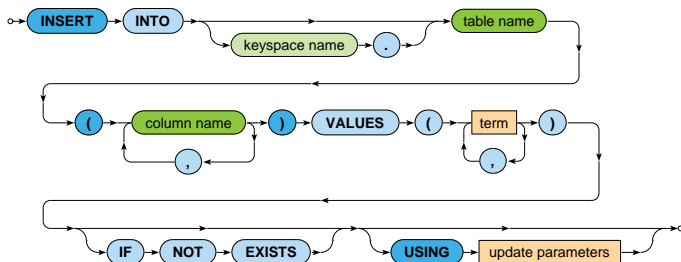 INSERT INTO table name
keyspace name .
( column name ) VALUES ( term )
, ,
IF NOT EXISTS USING update parameters